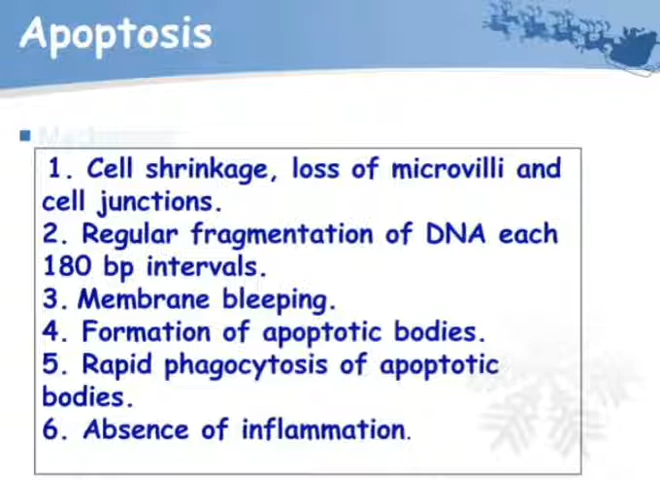 Apoptosis
1. Cell shrinkage, loss of microvilli and
cell junctions.
2. Regular fragmentation of DNA each
180 bp intervals.
3. Membrane bleeping.
4. Formation of apoptotic bodies.
5. Rapid phagocytosis of apoptotic
bodies.
6. Absence of inflammation.